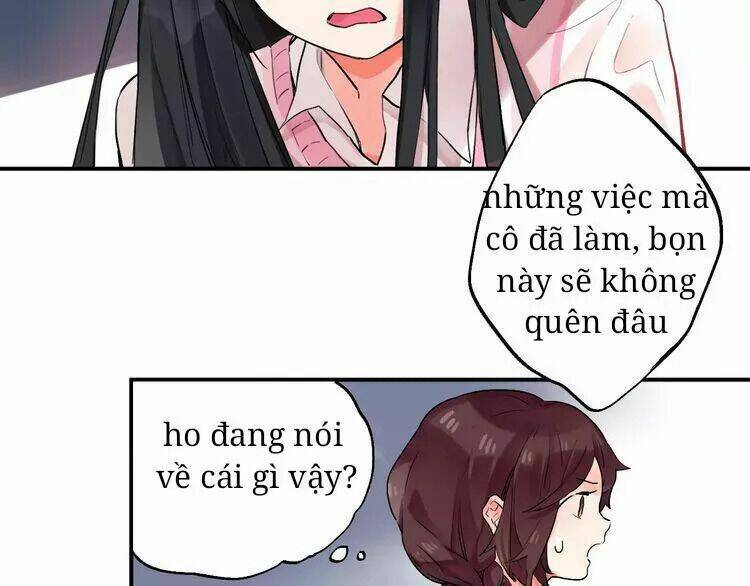 những việc mà
cô đã làm, bọn
này sẽ không
quên đâu
ho đang nói
về cái gì vậy?